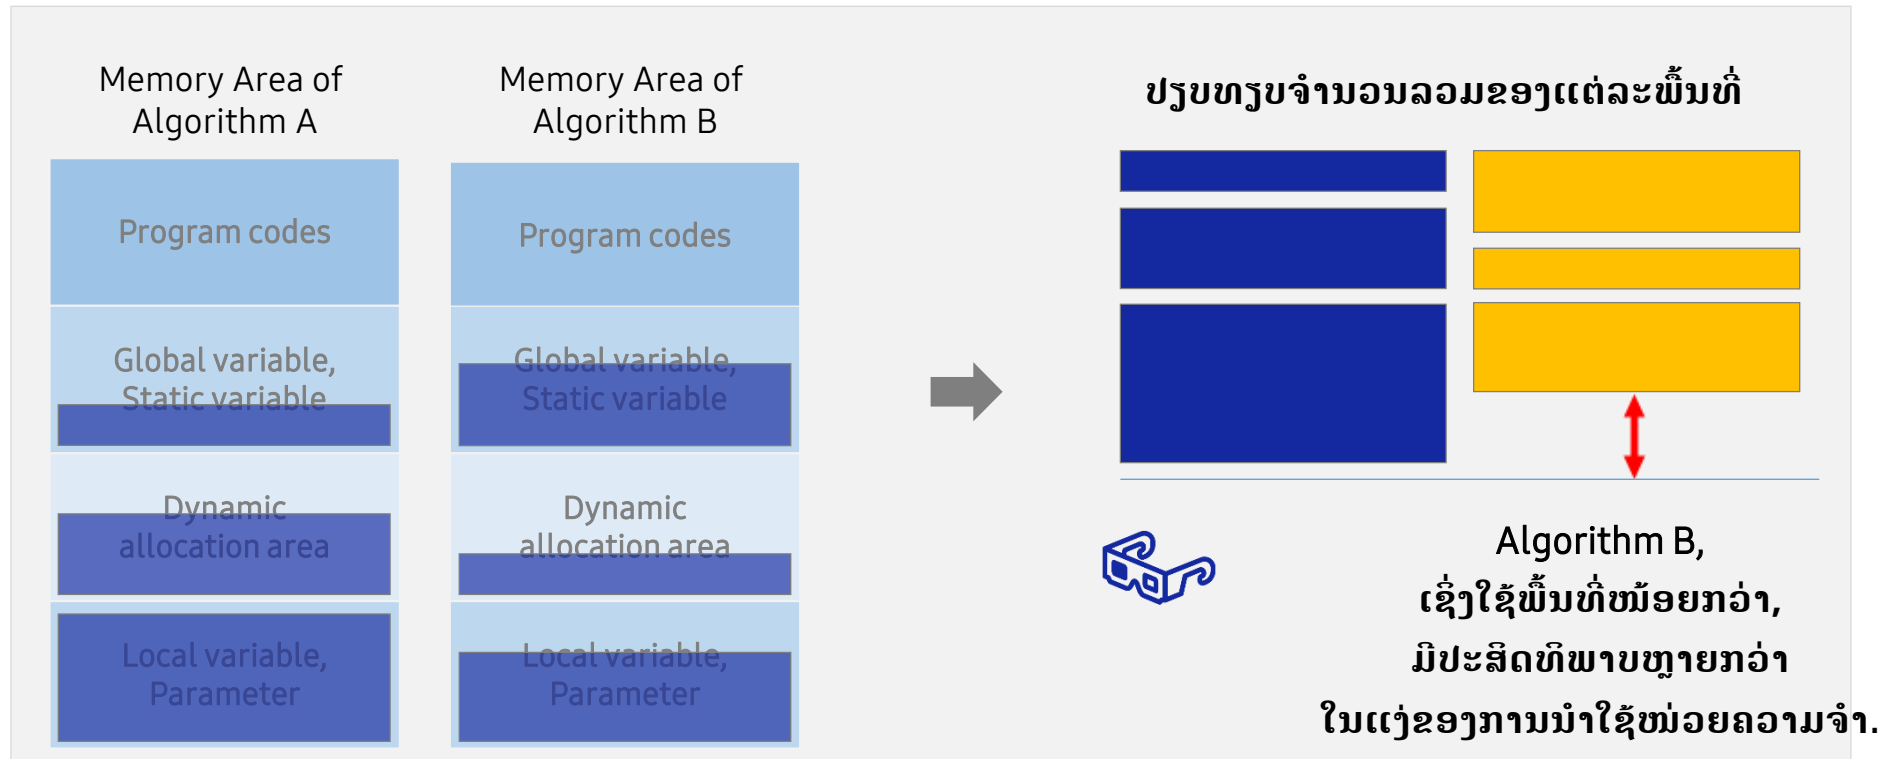 Memory Area of
Algorithm A
Program codes
Global variable,
Static variable
Dynamic
allocation area
Local variable,
Parameter
Memory Area of
Algorithm B
Program codes
Global variable,
Static variable
Dynamic
allocation area
Local variable,
Parameter
ປຽບທຽບຈຳນວນລວມຂອງແຕ່ລະພື້ນທີ່
Algorithm B,
ເຊິ່ງໃຊ້ພື້ນທີ່ໜ້ອຍກວ່າ,
ມີປະສິດທິພາບຫຼາຍກວ່າ
ໃນແງ່ຂອງການນຳໃຊ້ໜ່ວຍຄວາມຈຳ.